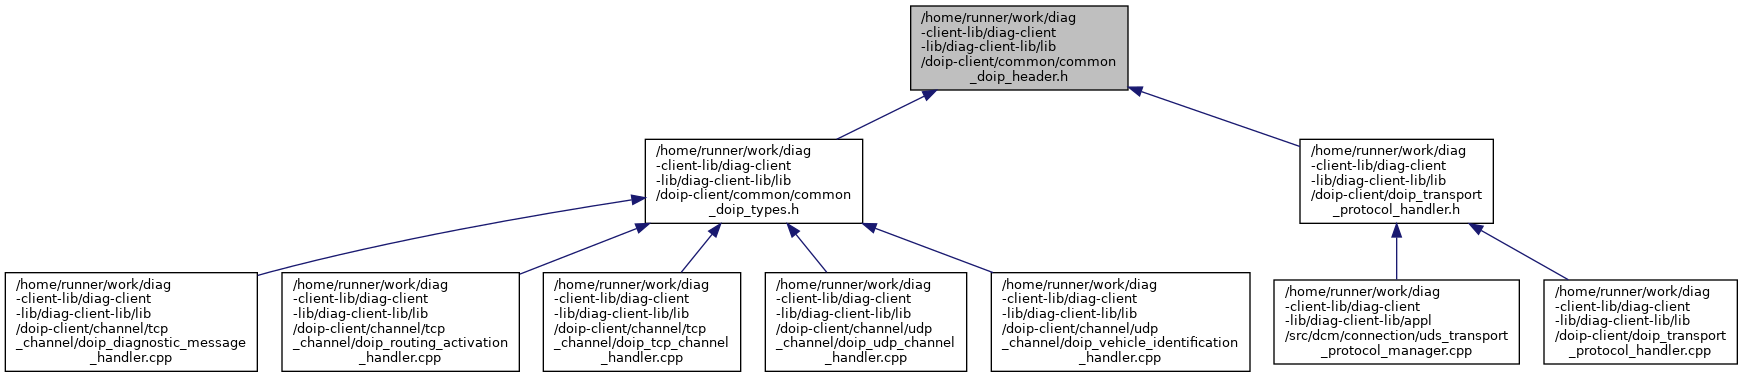 /home/runner/work/diag
-client-lib/diag-client
-lib/diag-client-lib/lib
/doip-client/common/common
_doip_header.h
/home/runner/work/diag
-client-lib/diag-client
-lib/diag-client-lib/lib
/doip-client/common/common
_doip_types.h
/home/runner/work/diag
-client-lib/diag-client
-lib/diag-client-lib/lib
/doip-client/doip_transport
_protocol_handler.h
/home/runner/work/diag
-client-lib/diag-client
-lib/diag-client-lib/lib
/doip-client/channel/tcp
_channel/doip_diagnostic_message
_handler.cpp
/home/runner/work/diag
-client-lib/diag-client
-lib/diag-client-lib/lib
/doip-client/channel/tcp
_channel/doip_routing_activation
_handler.cpp
/home/runner/work/diag
-client-lib/diag-client
-lib/diag-client-lib/lib
/doip-client/channel/tcp
_channel/doip_tcp_channel
_handler.cpp
/home/runner/work/diag
-client-lib/diag-client
-lib/diag-client-lib/lib
/doip-client/channel/udp
_channel/doip_udp_channel
_handler.cpp
/home/runner/work/diag
-client-lib/diag-client
-lib/diag-client-lib/lib
/doip-client/channel/udp
_channel/doip_vehicle_identification
_handler.cpp
/home/runner/work/diag
-client-lib/diag-client
-lib/diag-client-lib/appl
/src/dcm/connection/uds_transport
_protocol_manager.cpp
/home/runner/work/diag
-client-lib/diag-client
-lib/diag-client-lib/lib
/doip-client/doip_transport
_protocol_handler.cpp